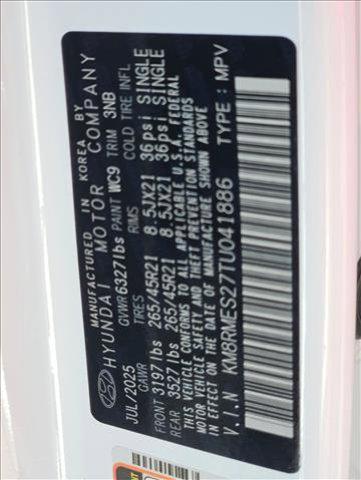 MANUFACTURED IN KOREA BY
HYUNDAI MOTOR COMPANY
GVWR 6327lbs PAINT WC9 TRIM 3NB
JUL/2025 TIRES RIMS COLD TIRE INFL
GAWR
FRONT 3197lbs 265/45R21 8.5JX21 36psi SINGLE
REAR 3527lbs 265/45R21 8.5JX21 36psi SINGLE
THIS VEHICLE CONFORMS TO ALL APPLICABLE U.S.A. FEDERAL
MOTOR VEHICLE SAFETY AND THEFT PREVENTION STANDARDS
IN EFFECT ON THE DATE OF MANUFACTURE SHOWN ABOVE
V.I.N KM8RMES27TU041886 TYPE : MPV